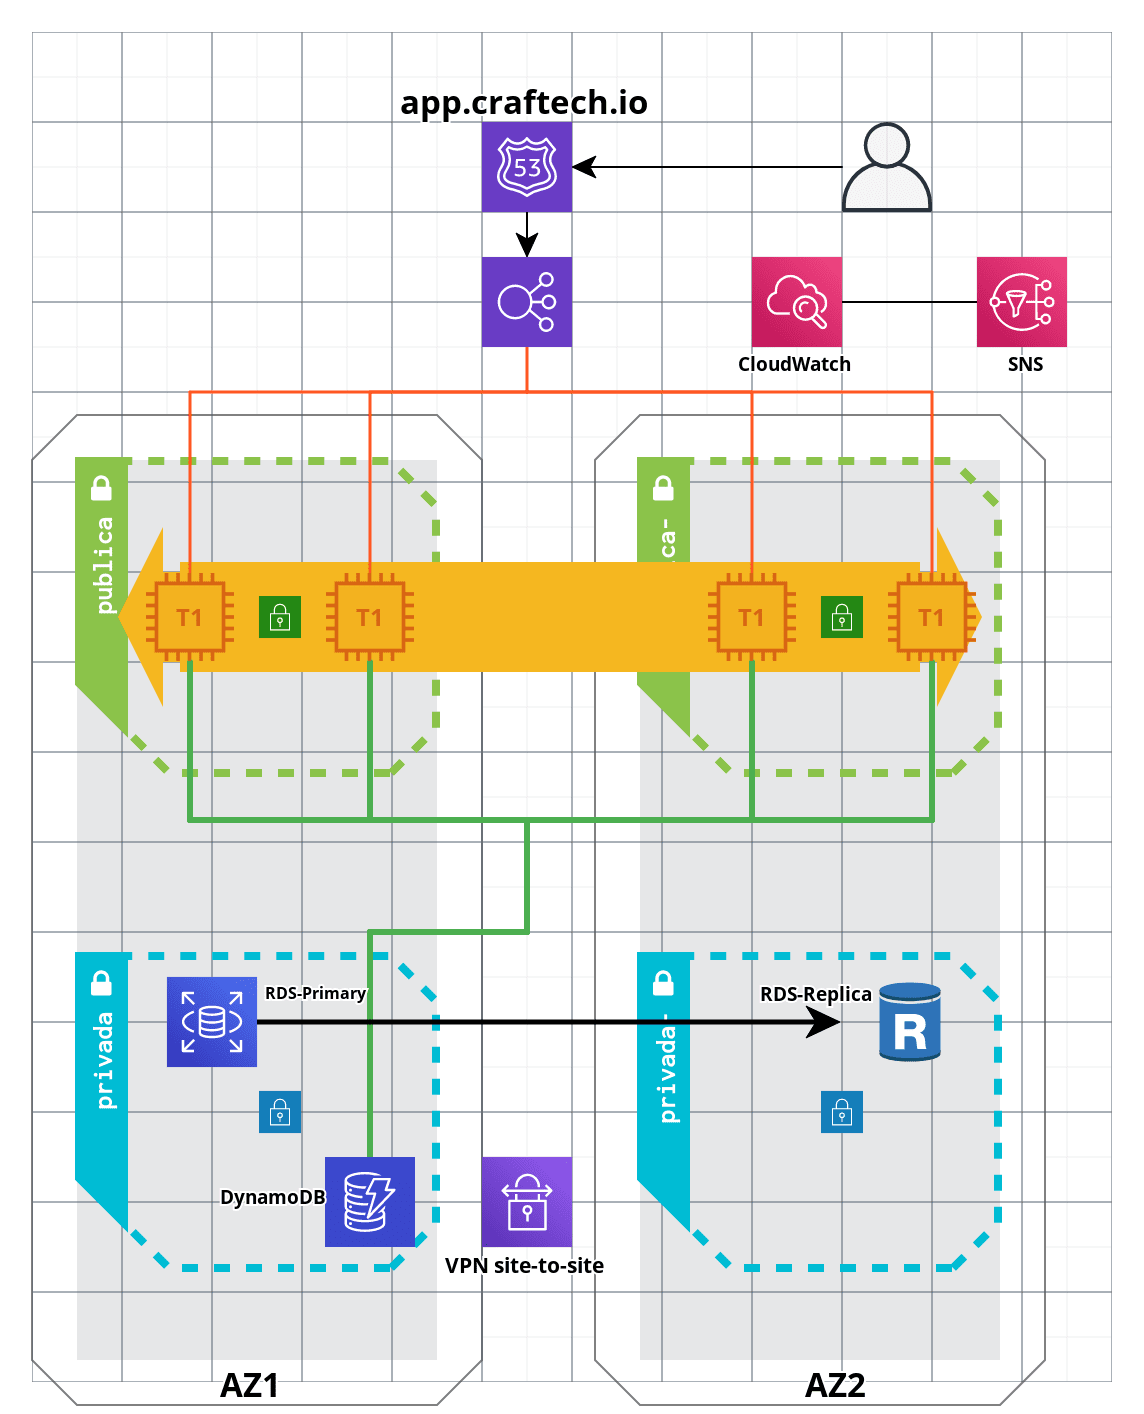 app.craftech.io
53
CloudWatch
SNS
publica
ca-
T1
T1
T1
T1
RDS-Primary
RDS-Replica
R
privada
privada-
DynamoDB
VPN site-to-site
AZ1
AZ2